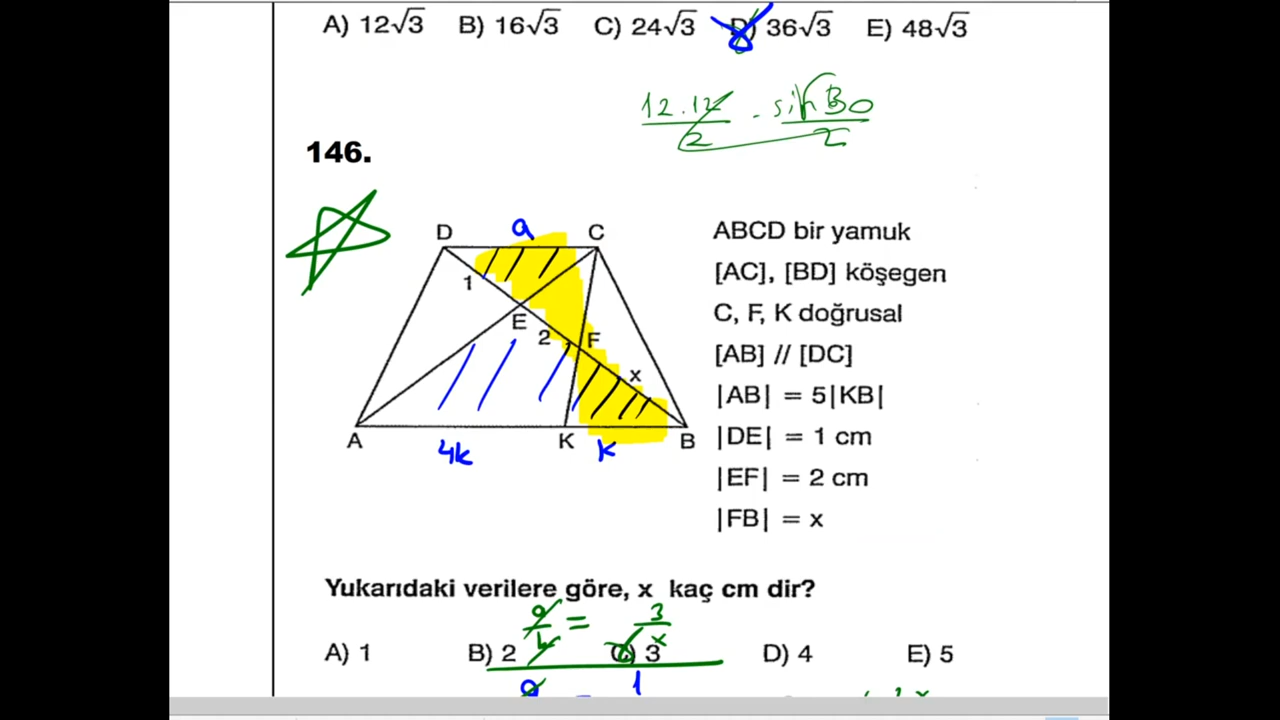 A) 12√3 B) 16√3 C) 24√3 D) 36√3 E) 48√3
12.12
2
2
146.
D a C
1
E 2 F
x
A 4k K k B
ABCD bir yamuk
[AC], [BD] köşegen
C, F, K doğrusal
[AB] // [DC]
|AB| = 5|KB|
|DE| = 1 cm
|EF| = 2 cm
|FB| = x
Yukarıdaki verilere göre, x kaç cm dir?
a/k = 3/x
A) 1 B) 2 C) 3 D) 4 E) 5
a 1